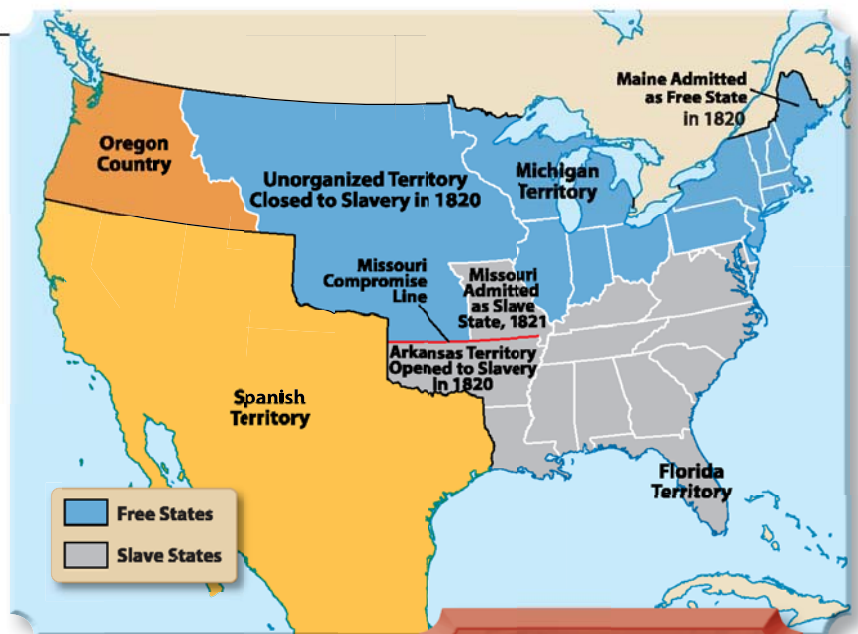 Maine Admitted
as Free State
in 1820
Oregon
Country
Unorganized Territory
Closed to Slavery in 1820
Michigan
Territory
Missouri
Compromise
Line
Missouri
Admitted
as Slave
State, 1821
Arkansas Territory
Opened to Slavery
in 1820
Spanish
Territory
Florida
Territory
Free States
Slave States